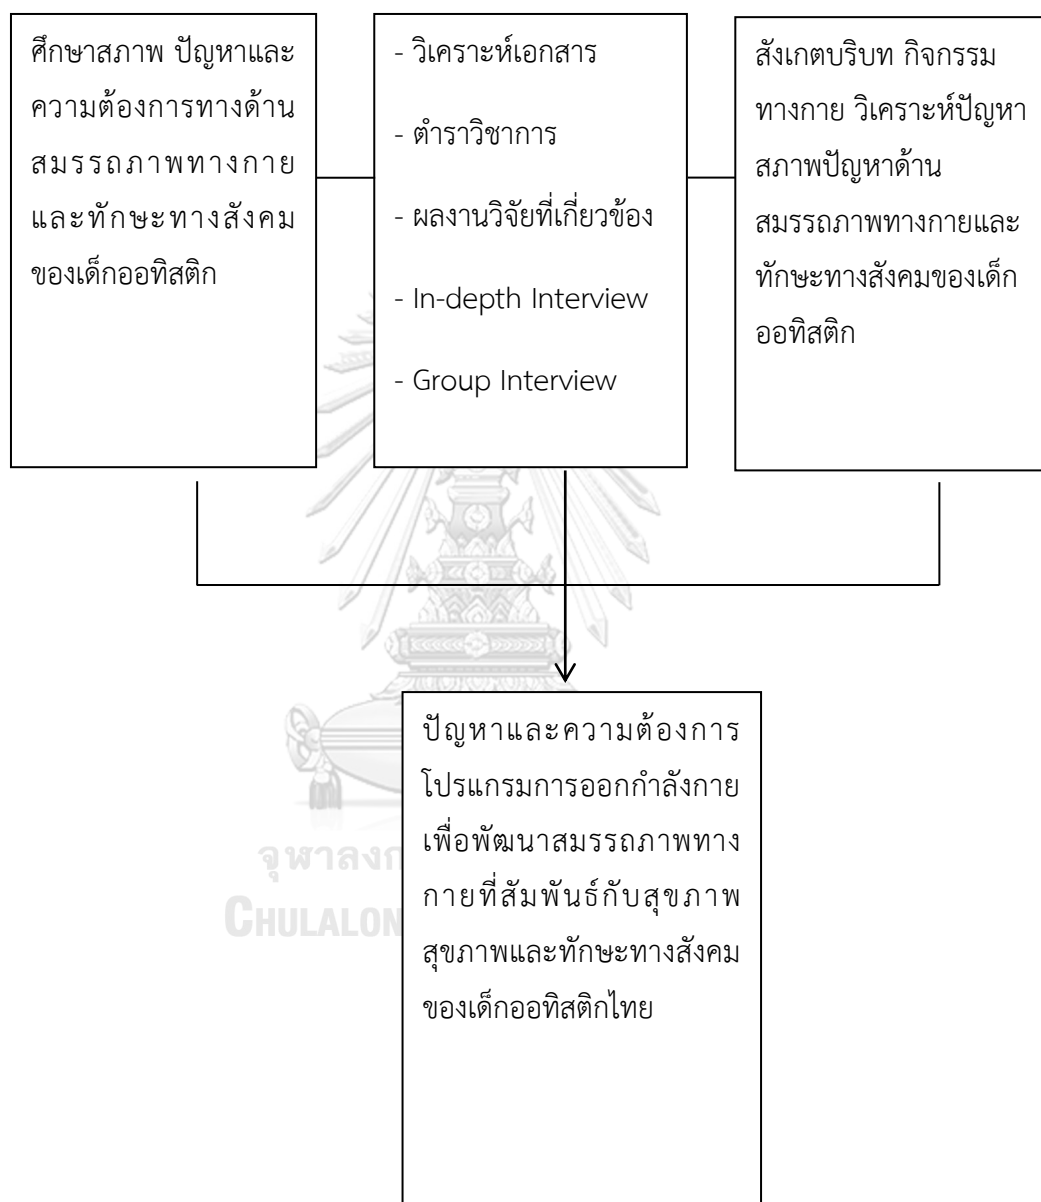 ศึกษาสภาพ ปัญหาและ
ความต้องการทางด้าน
สมรรถภาพทางกาย
และทักษะทางสังคม
ของเด็กออทิสติก
- วิเคราะห์เอกสาร
- ตำราวิชาการ
- ผลงานวิจัยที่เกี่ยวข้อง
- In-depth Interview
- Group Interview
สังเกตบริบท กิจกรรม
ทางกาย วิเคราะห์ปัญหา
สภาพปัญหาด้าน
สมรรถภาพทางกายและ
ทักษะทางสังคมของเด็ก
ออทิสติก
ปัญหาและความต้องการ
โปรแกรมการออกกำลังกาย
เพื่อพัฒนาสมรรถภาพทาง
กายที่สัมพันธ์กับสุขภาพ
สุขภาพและทักษะทางสังคม
ของเด็กออทิสติกไทย